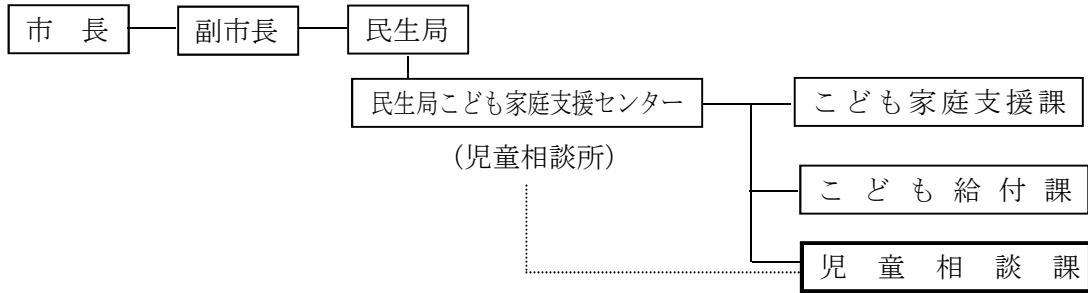 市 長 副市長 民生局
民生局こども家庭支援センター こども家庭支援課
（児童相談所）
こ ど も 給 付 課
児 童 相 談 課